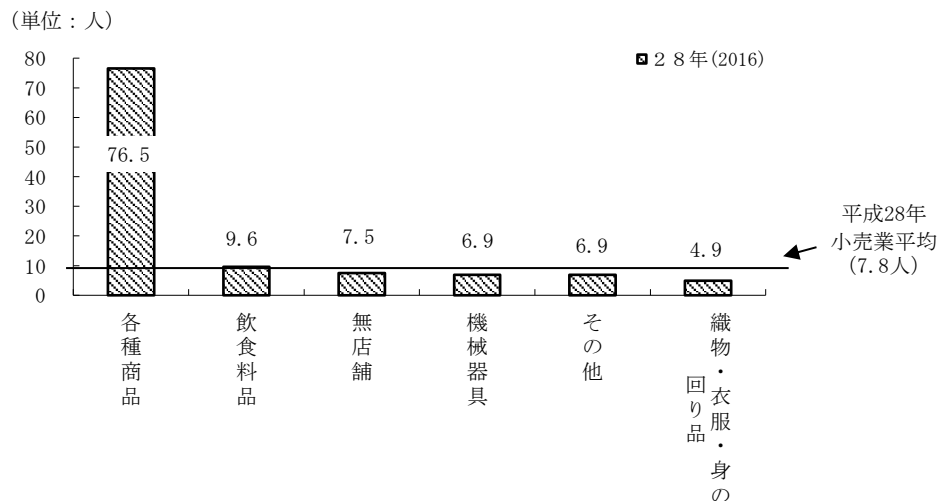 （単位：人）
２８年(2016)
80
70
60
50
40
30
20
10
0
76.5
9.6
7.5
6.9
6.9
4.9
平成28年
小売業平均
（7.8人）
各種商品
飲食料品
無店舗
機械器具
その他
織物・衣服・身の
回り品